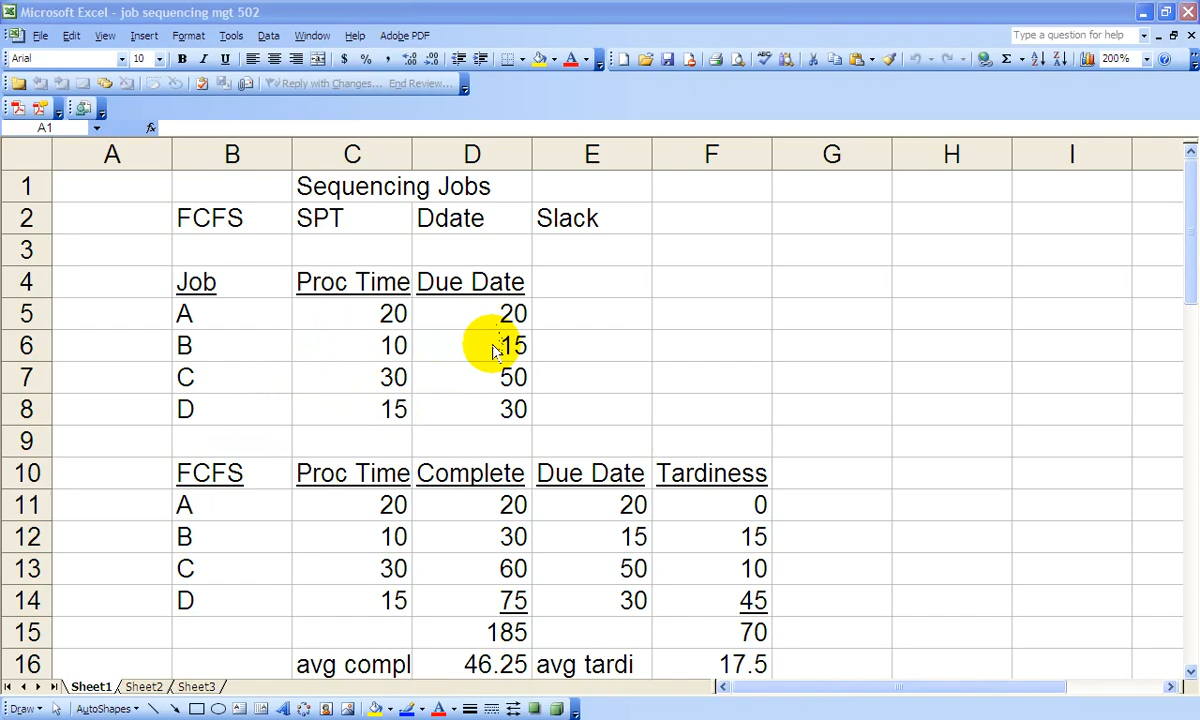 Microsoft Excel - job sequencing mgt 502
File Edit View Insert Format Tools Data Window Help Adobe PDF Type a question for help
Arial 10 B I U $ % , 200%
Reply with Changes... End Review...
A1 fx
A B C D E F G H I
1 Sequencing Jobs
2 FCFS SPT Ddate Slack
3
4 Job Proc Time Due Date
5 A 20 20
6 B 10 15
7 C 30 50
8 D 15 30
9
10 FCFS Proc Time Complete Due Date Tardiness
11 A 20 20 20 0
12 B 10 30 15 15
13 C 30 60 50 10
14 D 15 75 30 45
15 185 70
16 avg compl 46.25 avg tardi 17.5
Sheet1 Sheet2 Sheet3
Draw AutoShapes